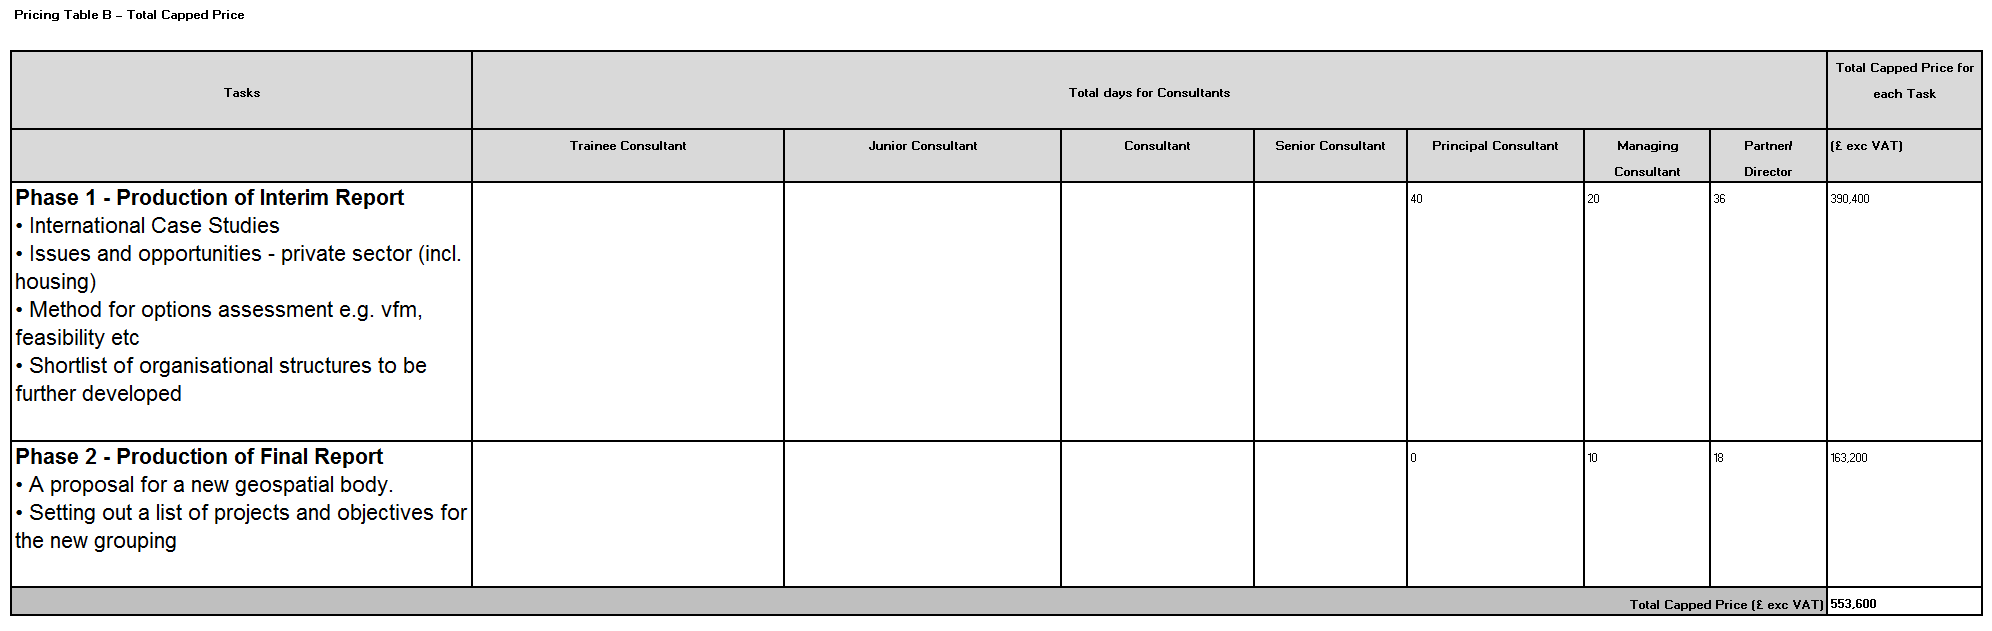 Pricing Table B – Total Capped Price
Tasks
Total days for Consultants
Total Capped Price for
each Task
Trainee Consultant
Junior Consultant
Consultant
Senior Consultant
Principal Consultant
Managing
Consultant
Partner/
Director
(£ exc VAT)
Phase 1 - Production of Interim Report
• International Case Studies
• Issues and opportunities - private sector (incl.
housing)
• Method for options assessment e.g. vfm,
feasibility etc
• Shortlist of organisational structures to be
further developed
40
20
36
390,400
Phase 2 - Production of Final Report
• A proposal for a new geospatial body.
• Setting out a list of projects and objectives for
the new grouping
0
10
18
163,200
Total Capped Price (£ exc VAT)
553,600